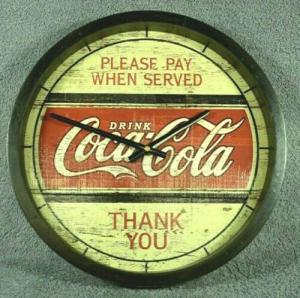 PLEASE PAY
WHEN SERVED
DRINK
Coca-Cola
THANK
YOU